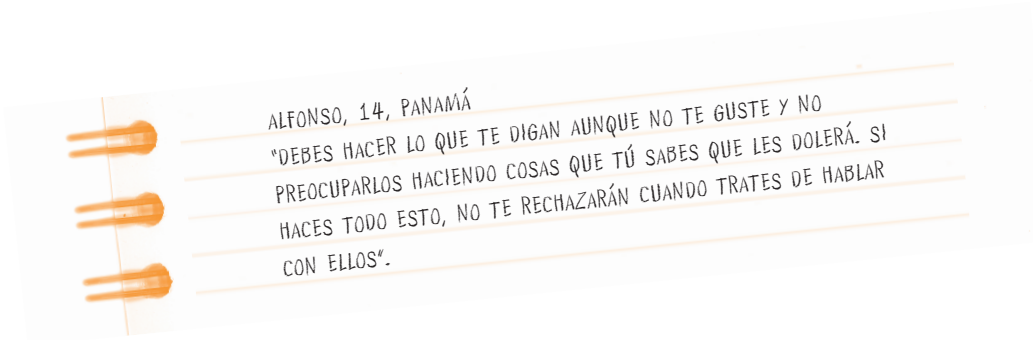 ALFONSO, 14, PANAMÁ
"DEBES HACER LO QUE TE DIGAN AUNQUE NO TE GUSTE Y NO
PREOCUPARLOS HACIENDO COSAS QUE TÚ SABES QUE LES DOLERÁ. SI
HACES TODO ESTO, NO TE RECHAZARÁN CUANDO TRATES DE HABLAR
CON ELLOS".